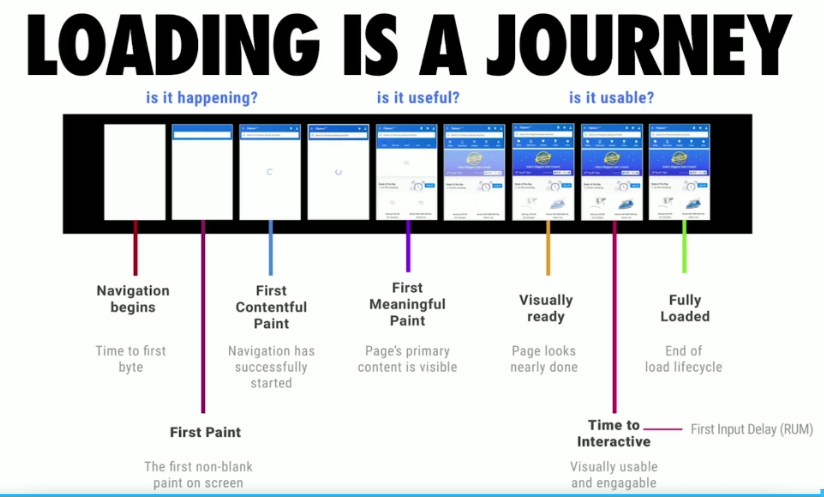 LOADING IS A JOURNEY
is it happening?
is it useful?
is it usable?
Navigation
begins
Time to first
byte
First Paint
The first non-blank
paint on screen
First
Contentful
Paint
Navigation has
successfully
started
First
Meaningful
Paint
Page's primary
content is visible
Visually
ready
Page looks
nearly done
Time to
Interactive
First Input Delay (RUM)
Visually usable
and engagable
Fully
Loaded
End of
load lifecycle